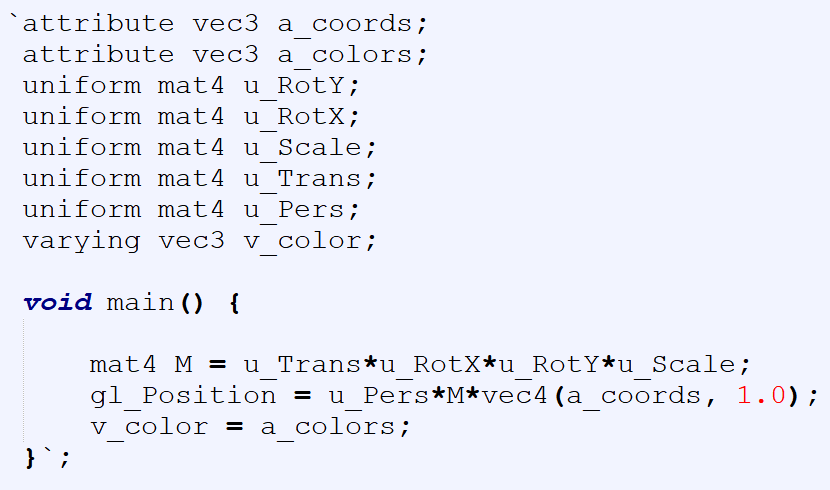 `attribute vec3 a_coords;
attribute vec3 a_colors;
uniform mat4 u_RotY;
uniform mat4 u_RotX;
uniform mat4 u_Scale;
uniform mat4 u_Trans;
uniform mat4 u_Pers;
varying vec3 v_color;
void main() {
mat4 M = u_Trans*u_RotX*u_RotY*u_Scale;
gl_Position = u_Pers*M*vec4(a_coords, 1.0);
v_color = a_colors;
}`;